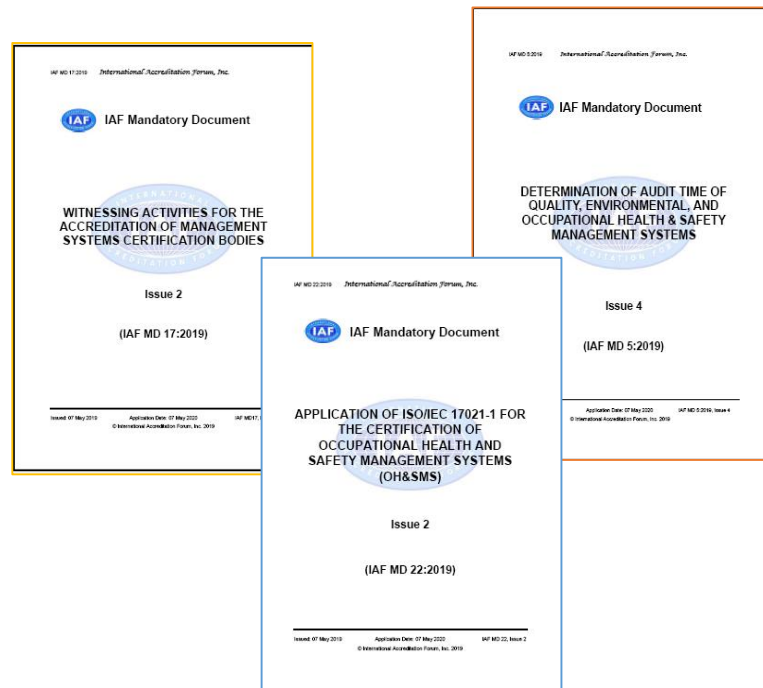 IAF MD 17:2019 International Accreditation Forum, Inc.
IAF IAF Mandatory Document
WITNESSING ACTIVITIES FOR THE
ACCREDITATION OF MANAGEMENT
SYSTEMS CERTIFICATION BODIES
Issue 2
(IAF MD 17:2019)
Issued: 07 May 2019 Application Date: 07 May 2020 IAF MD17,
© International Accreditation Forum, Inc. 2019
IAF MD 5:2019 International Accreditation Forum, Inc.
IAF IAF Mandatory Document
DETERMINATION OF AUDIT TIME OF
QUALITY, ENVIRONMENTAL, AND
OCCUPATIONAL HEALTH & SAFETY
MANAGEMENT SYSTEMS
Issue 4
(IAF MD 5:2019)
Application Date: 07 May 2020 IAF MD 5:2019, Issue 4
© International Accreditation Forum, Inc. 2019
IAF MD 22:2019 International Accreditation Forum, Inc.
IAF IAF Mandatory Document
APPLICATION OF ISO/IEC 17021-1 FOR
THE CERTIFICATION OF
OCCUPATIONAL HEALTH AND
SAFETY MANAGEMENT SYSTEMS
(OH&SMS)
Issue 2
(IAF MD 22:2019)
Issued: 07 May 2019 Application Date: 07 May 2020 IAF MD 22, Issue 2
© International Accreditation Forum, Inc. 2019